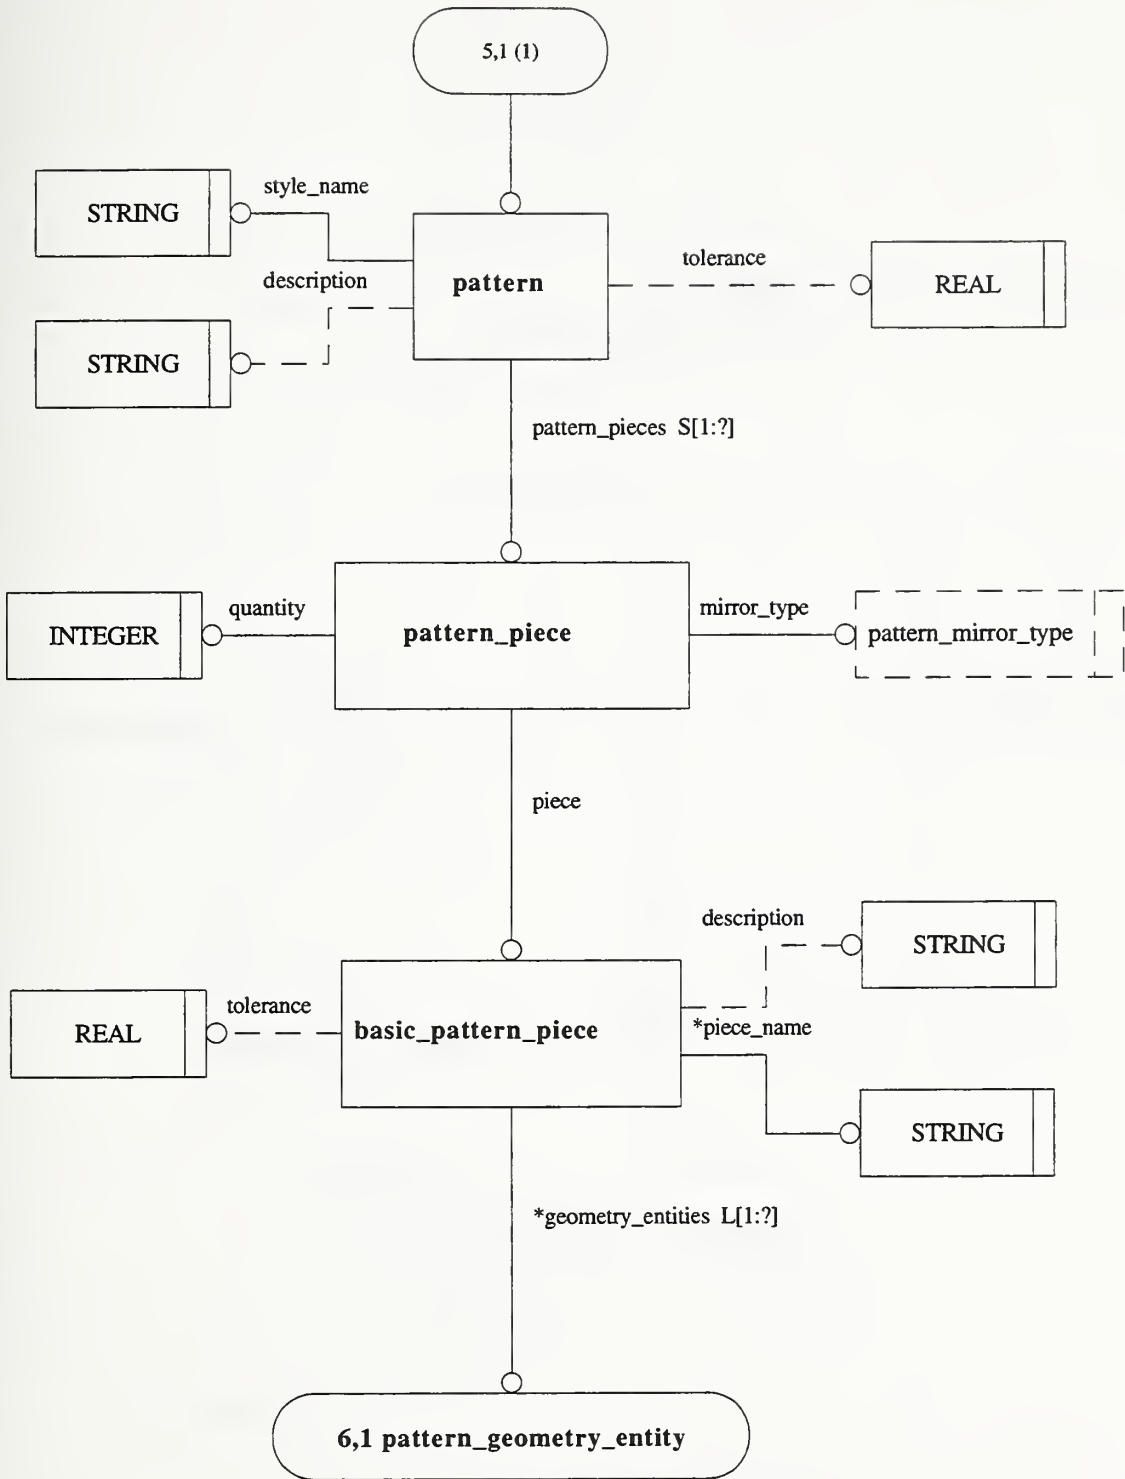 5,1 (1)
style_name
STRING
description
pattern
tolerance
REAL
STRING
pattern_pieces S[1:?]
quantity
INTEGER
pattern_piece
mirror_type
pattern_mirror_type
piece
description
STRING
tolerance
REAL
basic_pattern_piece
*piece_name
STRING
*geometry_entities L[1:?]
6,1 pattern_geometry_entity